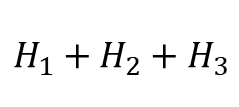 H₁ + H₂ + H₃